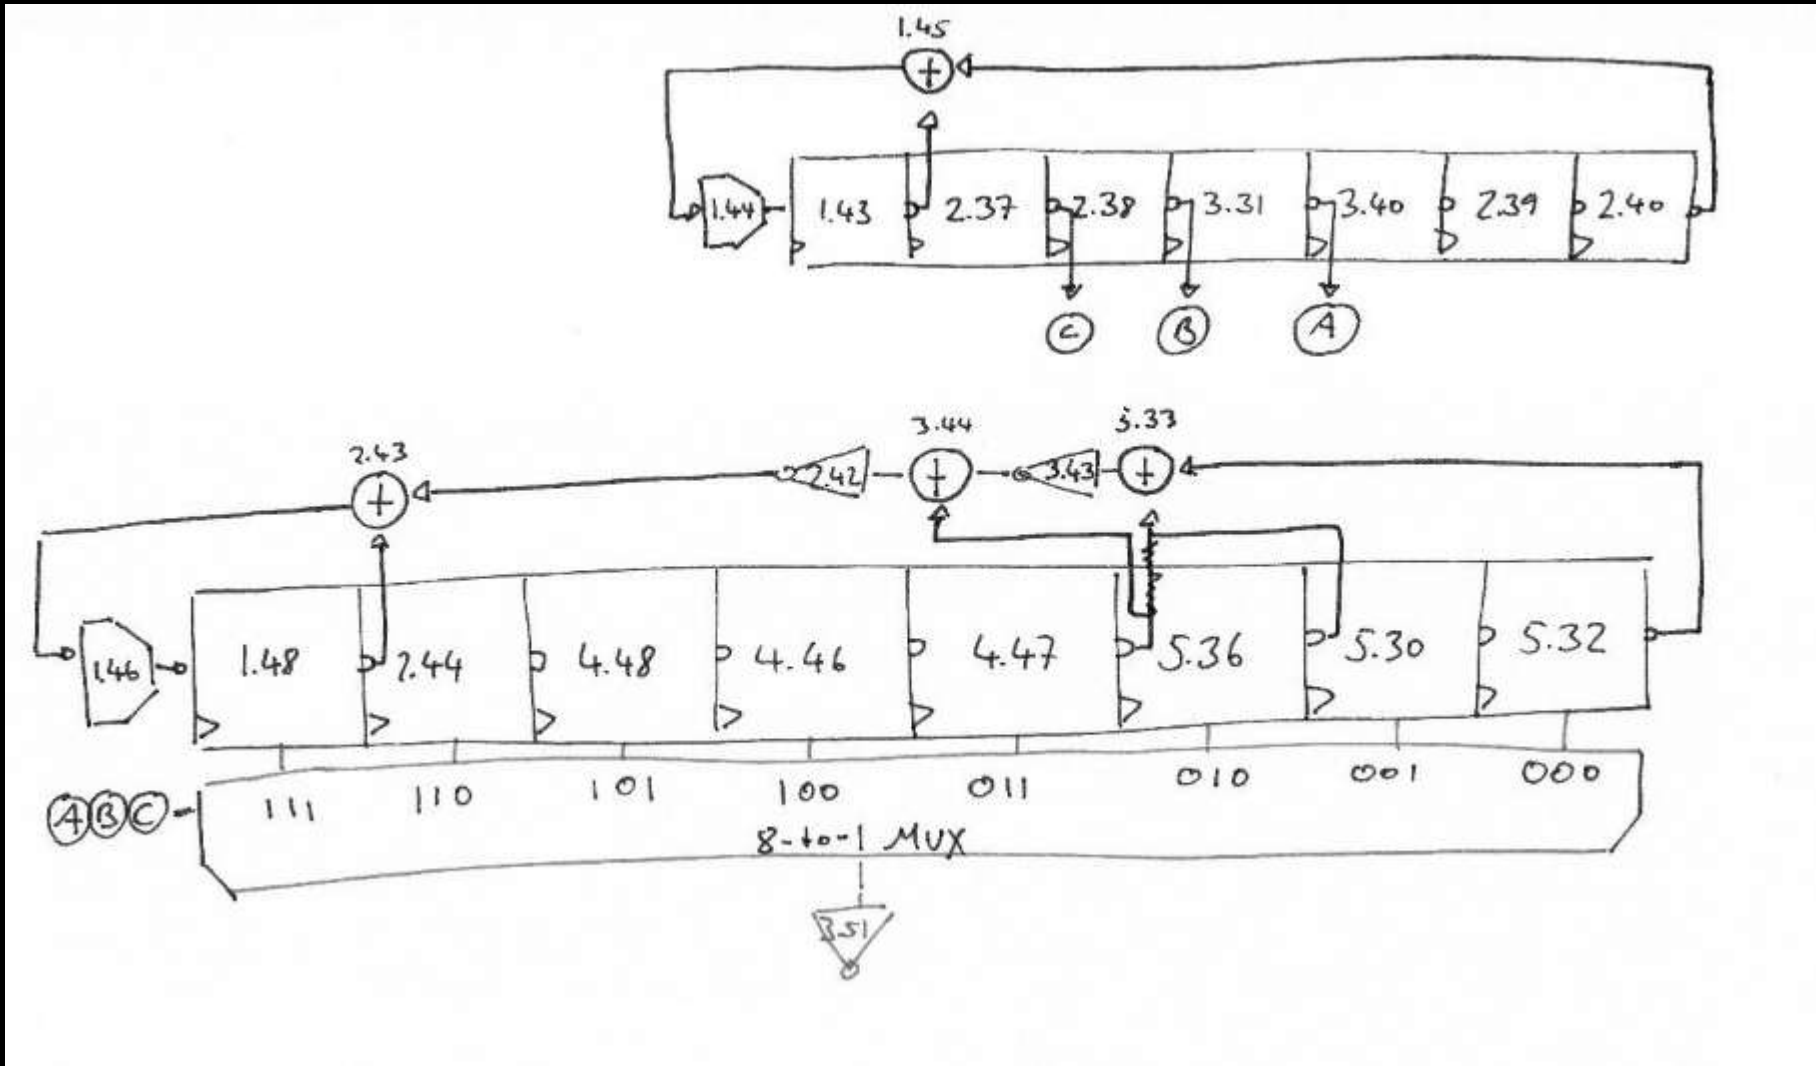 1.45
+
1.44 1.43 2.37 2.38 3.31 3.40 2.39 2.40
C B A
2.43 3.44 5.33
+ 2.42 + 3.43 +
1.46 1.48 2.44 4.48 4.46 4.47 5.36 5.30 5.32
A B C 111 110 101 100 011 010 001 000
8-to-1 MUX
3.51